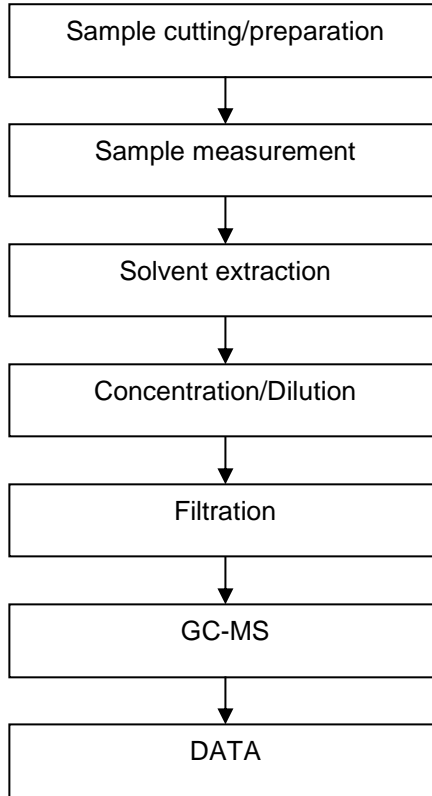 Sample cutting/preparation
Sample measurement
Solvent extraction
Concentration/Dilution
Filtration
GC-MS
DATA